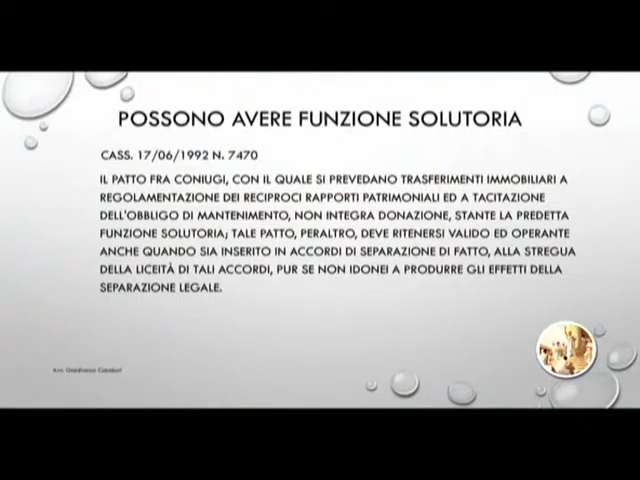 POSSONO AVERE FUNZIONE SOLUTORIA
CASS. 17/06/1992 N. 7470
IL PATTO FRA CONIUGI, CON IL QUALE SI PREVEDANO TRASFERIMENTI IMMOBILIARI A
REGOLAMENTAZIONE DEI RECIPROCI RAPPORTI PATRIMONIALI ED A TACITAZIONE
DELL'OBBLIGO DI MANTENIMENTO, NON INTEGRA DONAZIONE, STANTE LA PREDETTA
FUNZIONE SOLUTORIA; TALE PATTO, PERALTRO, DEVE RITENERSI VALIDO ED OPERANTE
ANCHE QUANDO SIA INSERITO IN ACCORDI DI SEPARAZIONE DI FATTO, ALLA STREGUA
DELLA LICEITÀ DI TALI ACCORDI, PUR SE NON IDONEI A PRODURRE GLI EFFETTI DELLA
SEPARAZIONE LEGALE.
Avv. Gianfranco